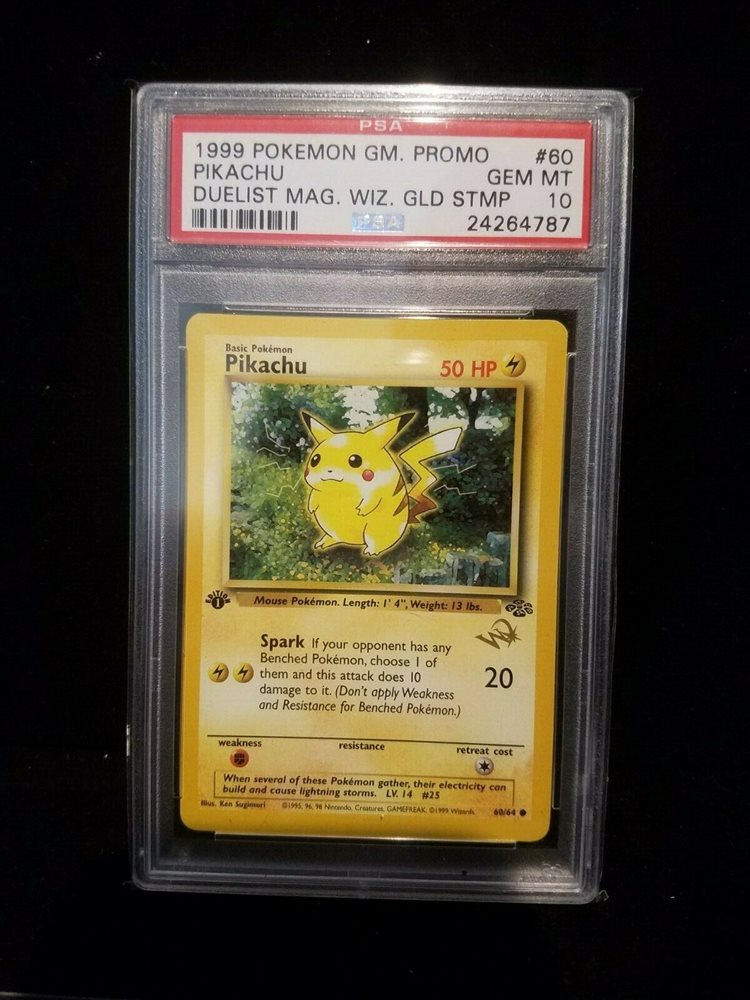 PSA
1999 POKEMON GM. PROMO #60
PIKACHU GEM MT
DUELIST MAG. WIZ. GLD STMP 10
PSA 24264787
Basic Pokémon
Pikachu 50 HP
EDITION
1
Mouse Pokémon. Length: 1' 4", Weight: 13 lbs.
W
Spark If your opponent has any
Benched Pokémon, choose 1 of
them and this attack does 10
damage to it. (Don't apply Weakness
and Resistance for Benched Pokémon.)
20
weakness resistance retreat cost
When several of these Pokémon gather, their electricity can
build and cause lightning storms. LV. 14 #25
Illus. Ken Sugimori ©1995, 96, 98 Nintendo, Creatures, GAMEFREAK. ©1999 Wizards. 60/64